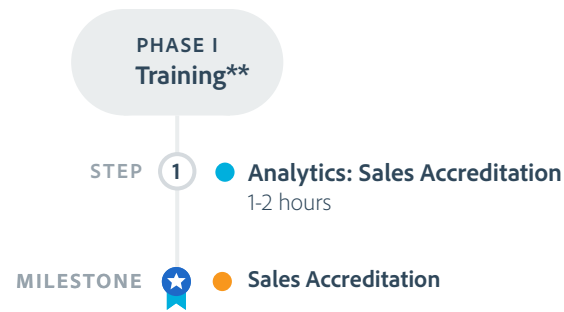 PHASE I
Training**
STEP 1 Analytics: Sales Accreditation
1-2 hours
MILESTONE Sales Accreditation